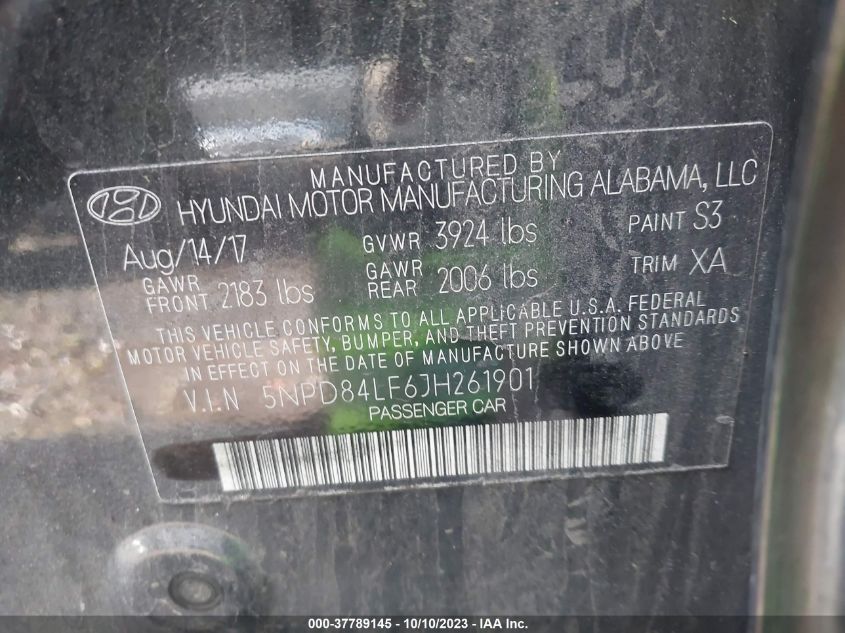 MANUFACTURED BY
HYUNDAI MOTOR MANUFACTURING ALABAMA, LLC
Aug/14/17 GVWR 3924 lbs PAINT S3
GAWR FRONT 2183 lbs GAWR REAR 2006 lbs TRIM XA
THIS VEHICLE CONFORMS TO ALL APPLICABLE U.S.A. FEDERAL
MOTOR VEHICLE SAFETY, BUMPER, AND THEFT PREVENTION STANDARDS
IN EFFECT ON THE DATE OF MANUFACTURE SHOWN ABOVE
V.I.N 5NPD84LF6JH261901
PASSENGER CAR
000-37789145 - 10/10/2023 - IAA Inc.